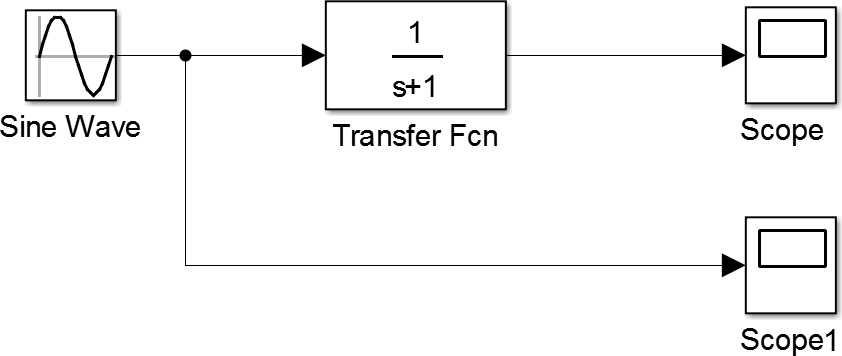 1
s+1
Sine Wave
Transfer Fcn
Scope
Scope1